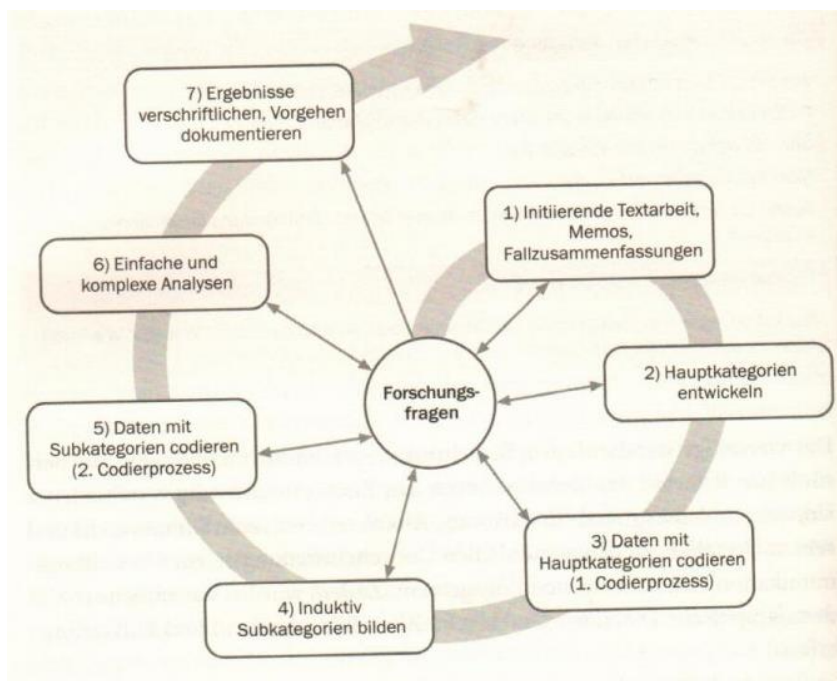 7) Ergebnisse
verschriftlichen, Vorgehen
dokumentieren
1) Initiierende Textarbeit,
Memos,
Fallzusammenfassungen
6) Einfache und
komplexe Analysen
2) Hauptkategorien
entwickeln
Forschungs-
fragen
5) Daten mit
Subkategorien codieren
(2. Codierprozess)
3) Daten mit
Hauptkategorien codieren
(1. Codierprozess)
4) Induktiv
Subkategorien bilden